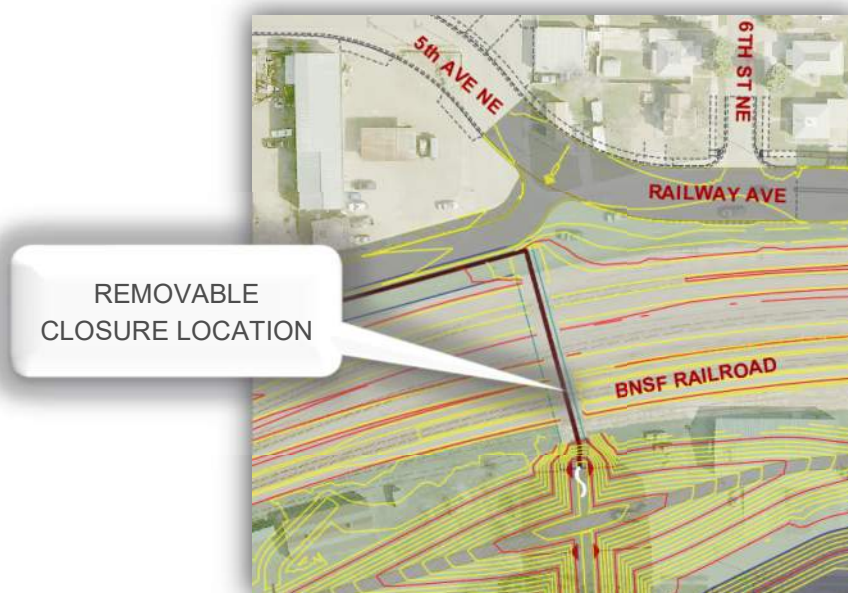 5th AVE NE
6TH ST NE
RAILWAY AVE
REMOVABLE
CLOSURE LOCATION
BNSF RAILROAD